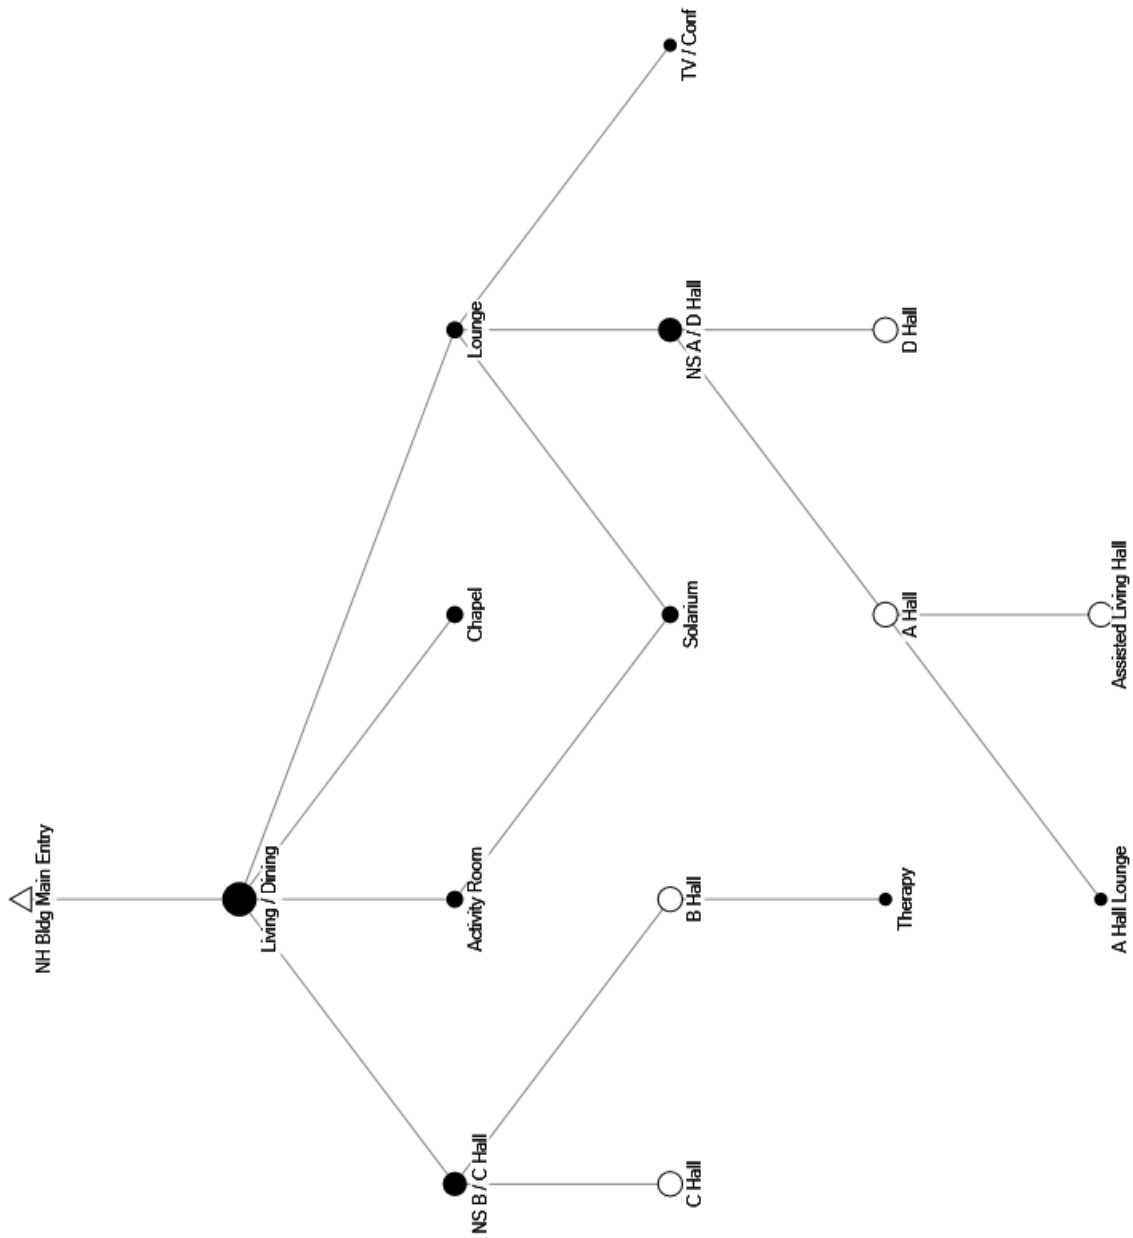 NH Bldg Main Entry
Living / Dining
NS B / C Hall
Activity Room
Chapel
Lounge
C Hall
B Hall
Solarium
NS A / D Hall
TV / Conf
Therapy
A Hall
D Hall
A Hall Lounge
Assisted Living Hall